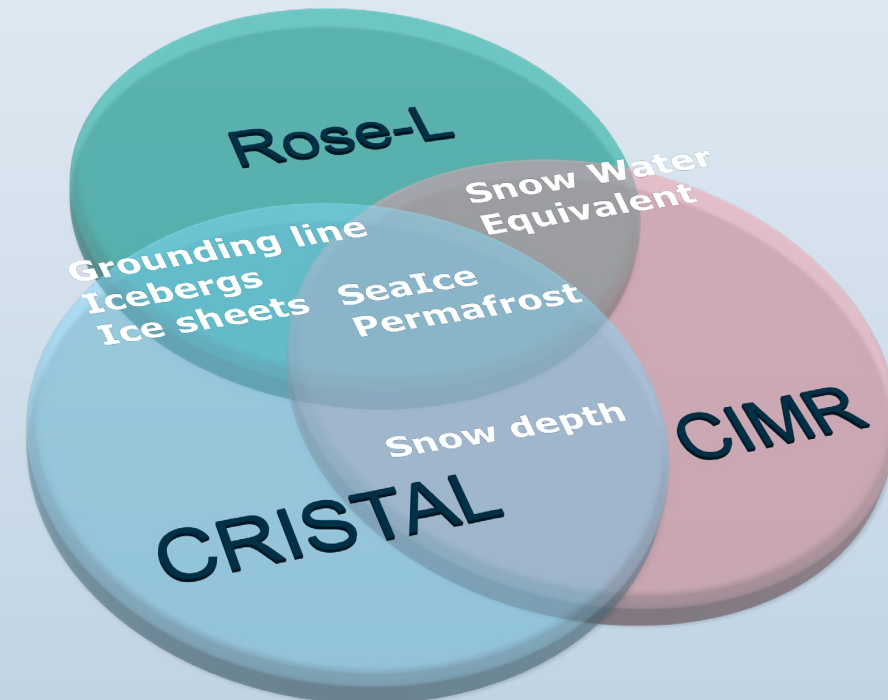 Rose-L
Snow Water
Equivalent
Grounding line
Icebergs
Ice sheets
SeaIce
Permafrost
Snow depth
CIMR
CRISTAL